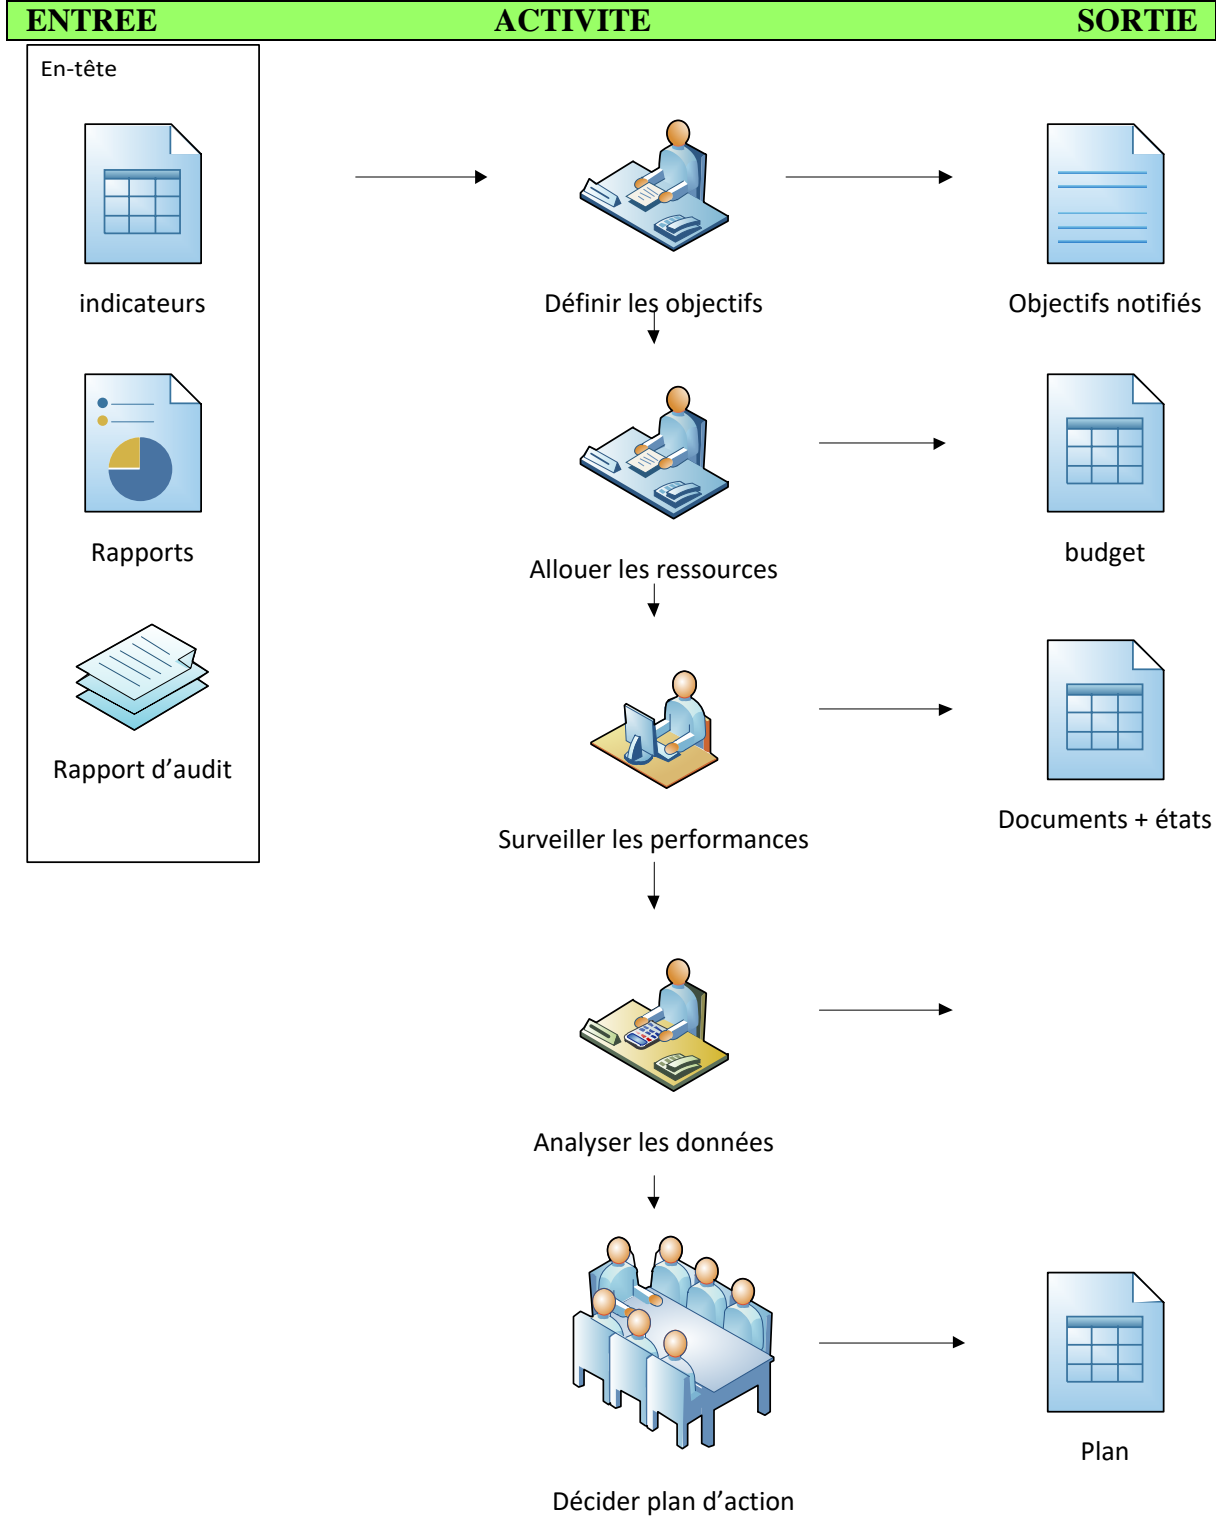 ENTREE ACTIVITE SORTIE
En-tête
indicateurs
Définir les objectifs
Objectifs notifiés
Rapports
Allouer les ressources
budget
Rapport d’audit
Surveiller les performances
Documents + états
Analyser les données
Plan
Décider plan d’action